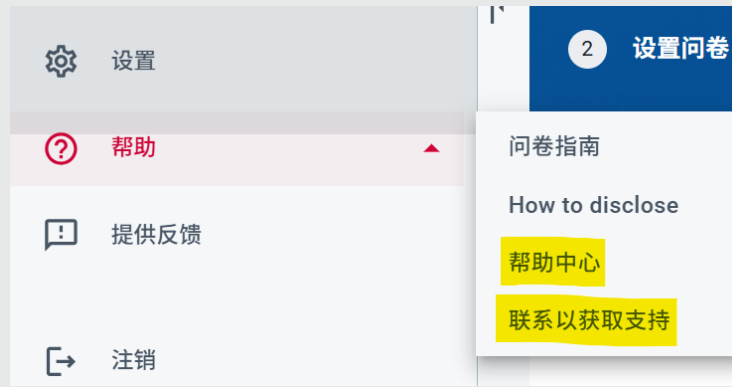 设置
帮助
提供反馈
注销
2 设置问卷
问卷指南
How to disclose
帮助中心
联系以获取支持